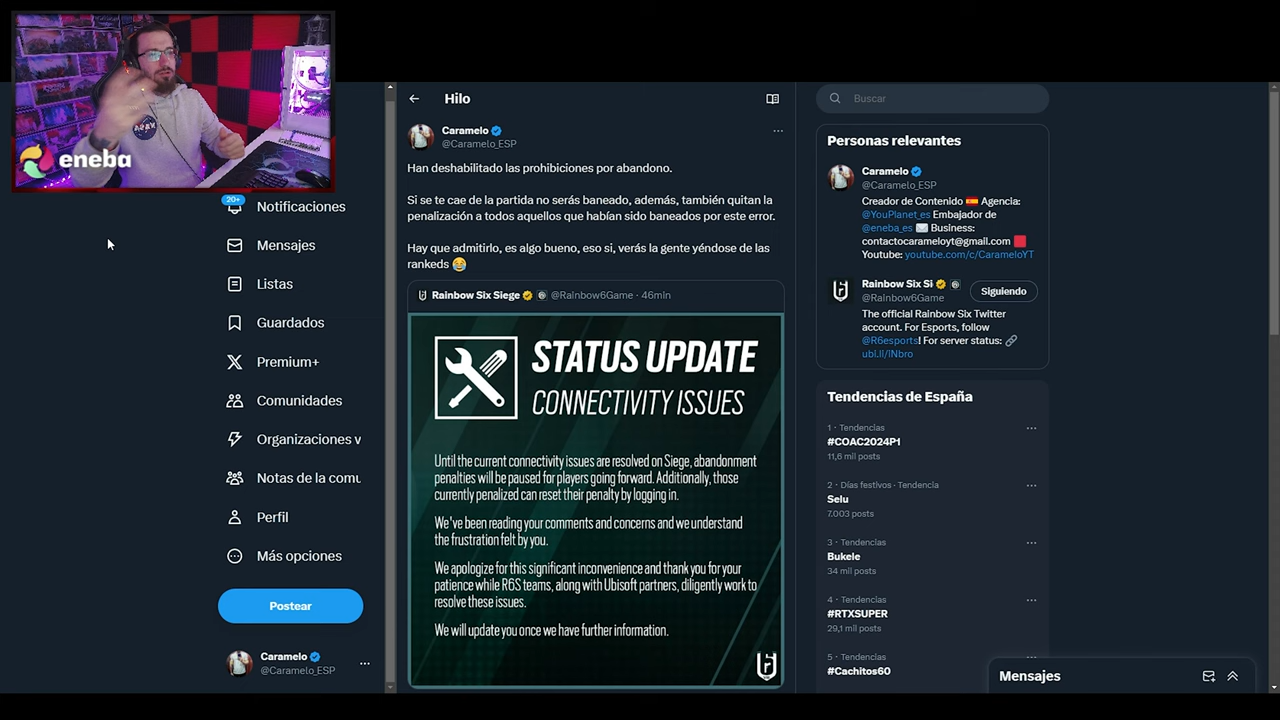 eneba
20+
Notificaciones
Mensajes
Listas
Guardados
Premium+
Comunidades
Organizaciones v
Notas de la comu
Perfil
Más opciones
Postear
Caramelo
@Caramelo_ESP
Hilo
Caramelo
@Caramelo_ESP
Han deshabilitado las prohibiciones por abandono.
Si se te cae de la partida no serás baneado, además, también quitan la
penalización a todos aquellos que habían sido baneados por este error.
Hay que admitirlo, es algo bueno, eso si, verás la gente yéndose de las
rankeds 😂
Rainbow Six Siege @Rainbow6Game · 46min
STATUS UPDATE
CONNECTIVITY ISSUES
Until the current connectivity issues are resolved on Siege, abandonment
penalties will be paused for players going forward. Additionally, those
currently penalized can reset their penalty by logging in.
We've been reading your comments and concerns and we understand
the frustration felt by you.
We apologize for this significant inconvenience and thank you for your
patience while R6S teams, along with Ubisoft partners, diligently work to
resolve these issues.
We will update you once we have further information.
Buscar
Personas relevantes
Caramelo
@Caramelo_ESP
Creador de Contenido 🇪🇸 Agencia:
@YouPlanet_es Embajador de
@eneba_es ✉️ Business:
contactocarameloyt@gmail.com 🟥
Youtube: youtube.com/c/CarameloYT
Rainbow Six Si
@Rainbow6Game
Siguiendo
The official Rainbow Six Twitter
account. For Esports, follow
@R6esports! For server status: 🔗
ubi.li/lNbro
Tendencias de España
1 · Tendencias
#COAC2024P1
11,6 mil posts
2 · Días festivos · Tendencia
Selu
7.003 posts
3 · Tendencias
Bukele
34 mil posts
4 · Tendencias
#RTXSUPER
29,1 mil posts
5 · Tendencias
#Cachitos60
Mensajes